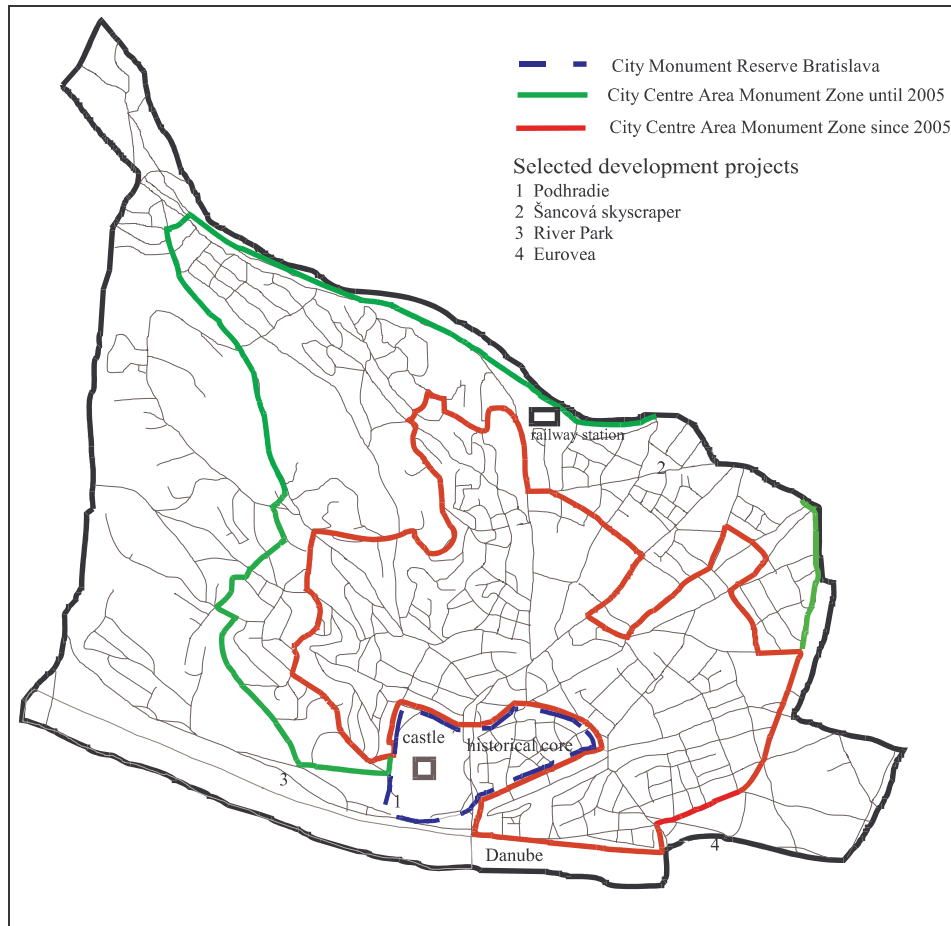 City Monument Reserve Bratislava
City Centre Area Monument Zone until 2005
City Centre Area Monument Zone since 2005
Selected development projects
1 Podhradie
2 Šancová skyscraper
3 River Park
4 Eurovea
railway station
2
castle
historical core
3
1
4
Danube